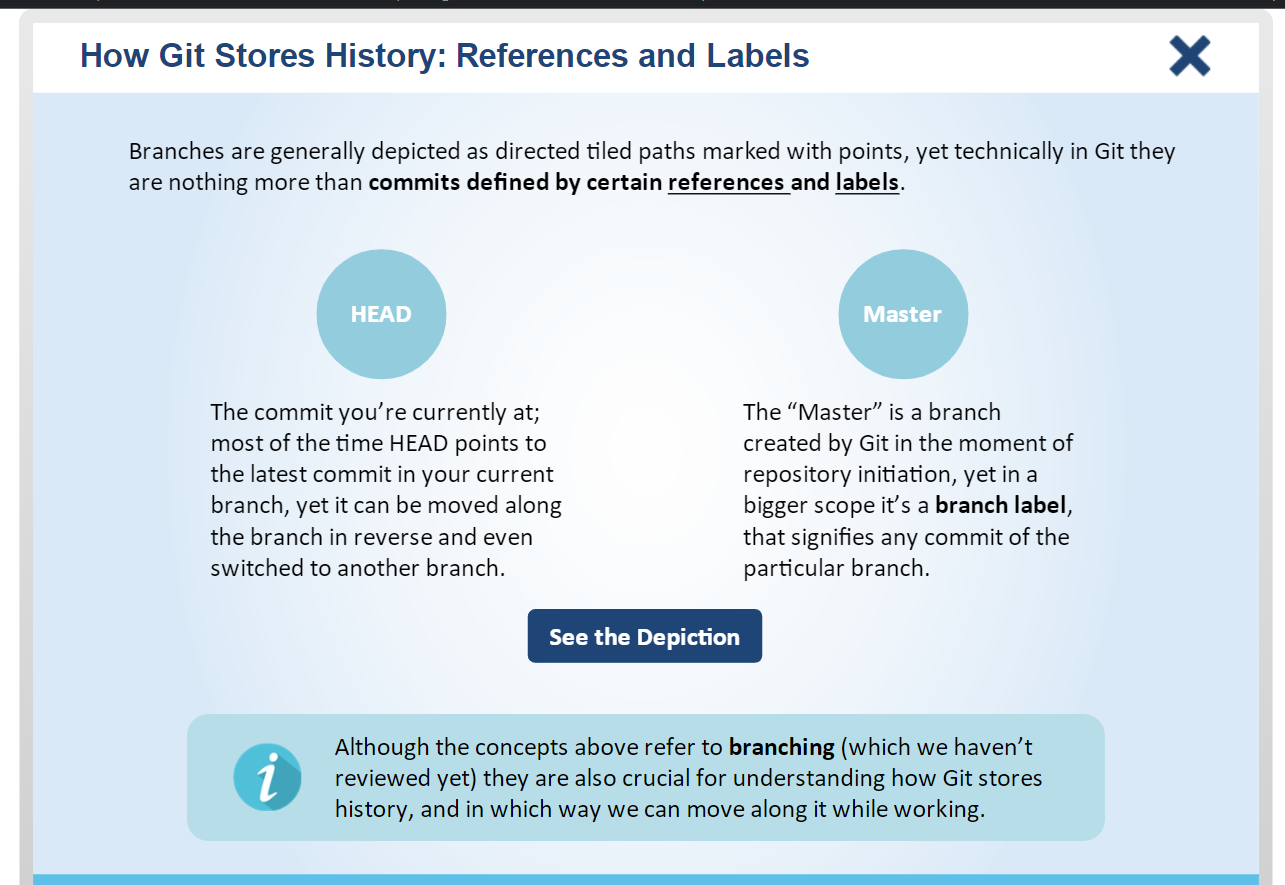 How Git Stores History: References and Labels
Branches are generally depicted as directed tiled paths marked with points, yet technically in Git they
are nothing more than commits defined by certain references and labels.
HEAD
The commit you’re currently at;
most of the time HEAD points to
the latest commit in your current
branch, yet it can be moved along
the branch in reverse and even
switched to another branch.
Master
The “Master” is a branch
created by Git in the moment of
repository initiation, yet in a
bigger scope it’s a branch label,
that signifies any commit of the
particular branch.
See the Depiction
Although the concepts above refer to branching (which we haven’t
reviewed yet) they are also crucial for understanding how Git stores
history, and in which way we can move along it while working.